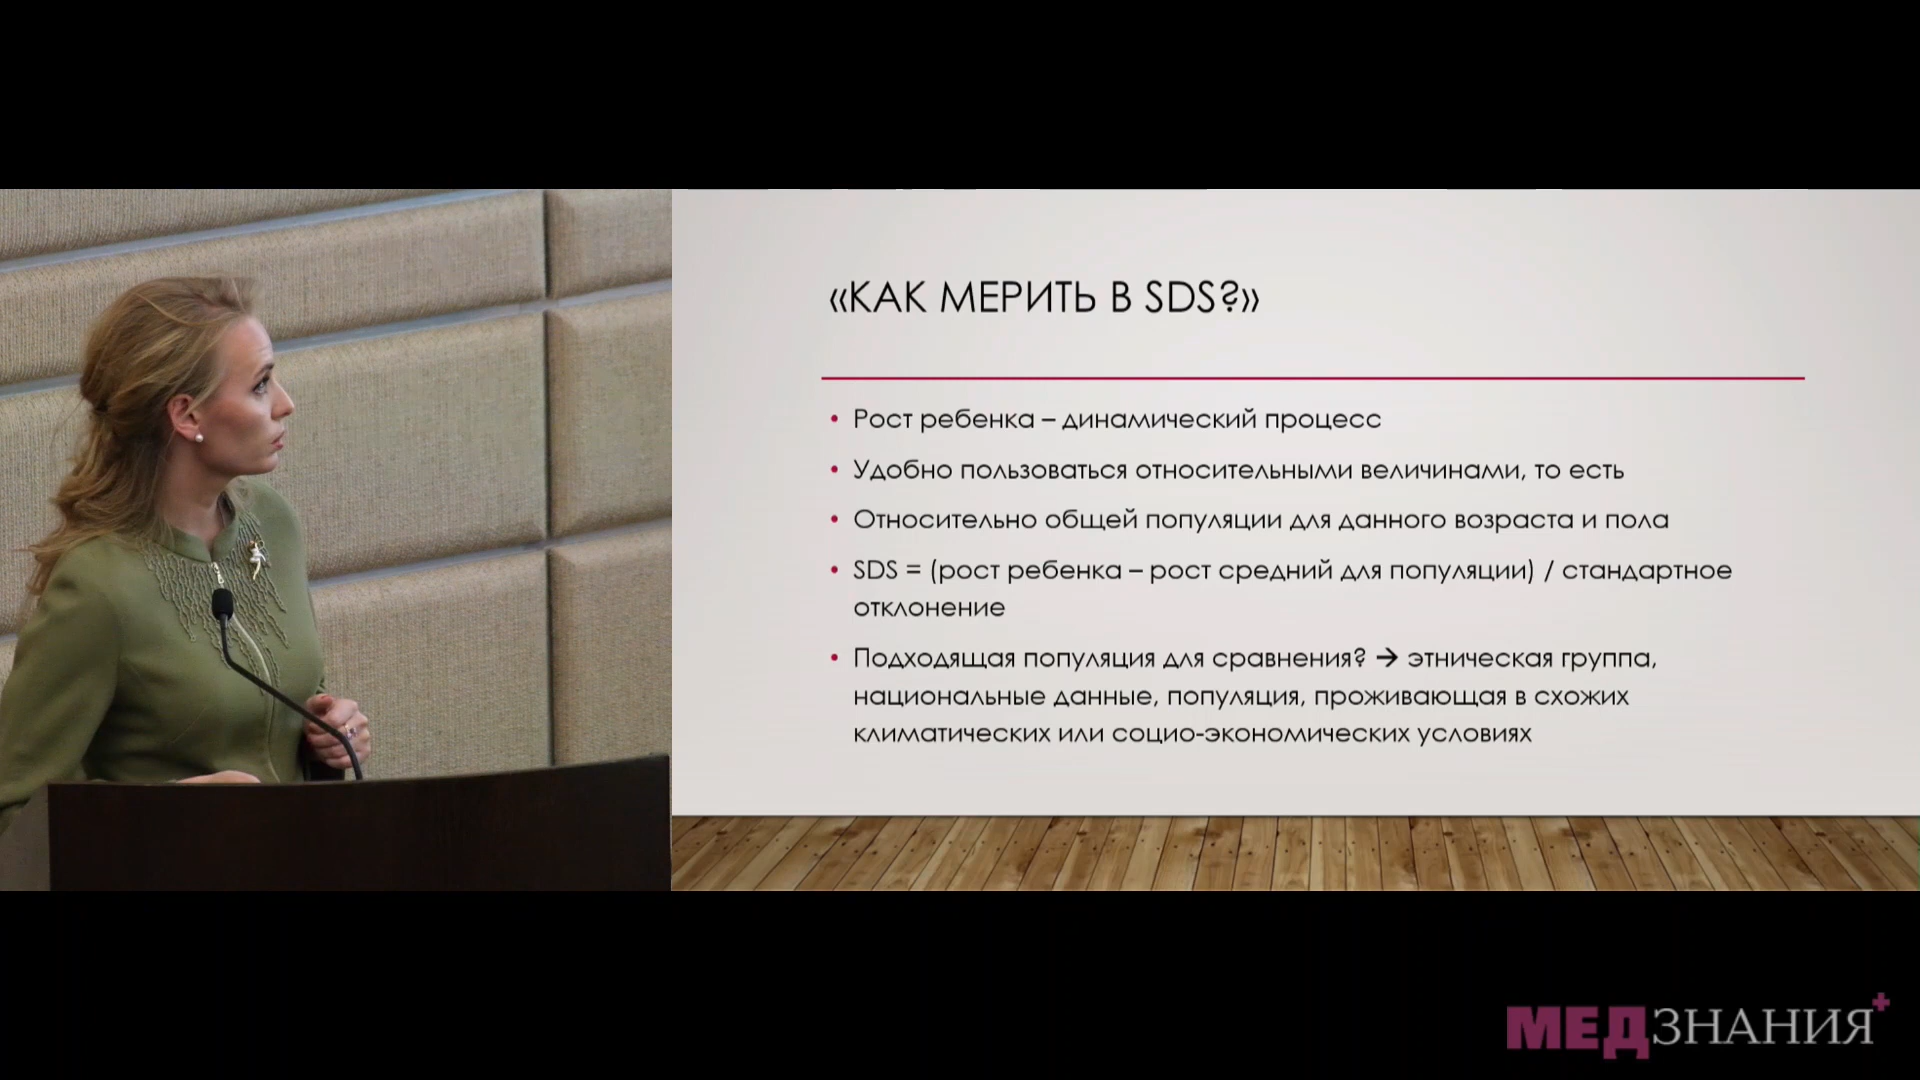 «КАК МЕРИТЬ В SDS?»
• Рост ребенка – динамический процесс
• Удобно пользоваться относительными величинами, то есть
• Относительно общей популяции для данного возраста и пола
• SDS = (рост ребенка – рост средний для популяции) / стандартное
отклонение
• Подходящая популяция для сравнения? → этническая группа,
национальные данные, популяция, проживающая в схожих
климатических или социо-экономических условиях
МЕДЗНАНИЯ+